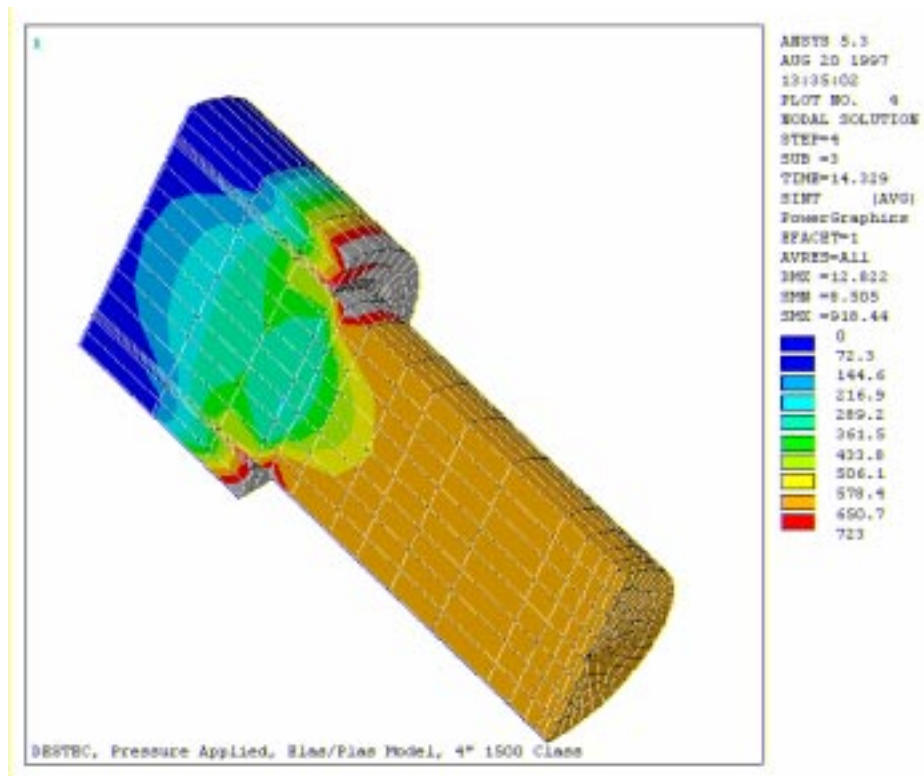 1
ANSYS 5.3
AUG 20 1997
13:35:02
PLOT NO. 4
NODAL SOLUTION
STEP=4
SUB =3
TIME=14.329
SINT (AVG)
PowerGraphics
EFACET=1
AVRES=All
DMX =12.822
SMN =8.505
SMX =918.44
0
72.3
144.6
216.9
289.2
361.5
433.8
506.1
578.4
650.7
723
DESTEC, Pressure Applied, Elas/Plas Model, 4" 1500 Class